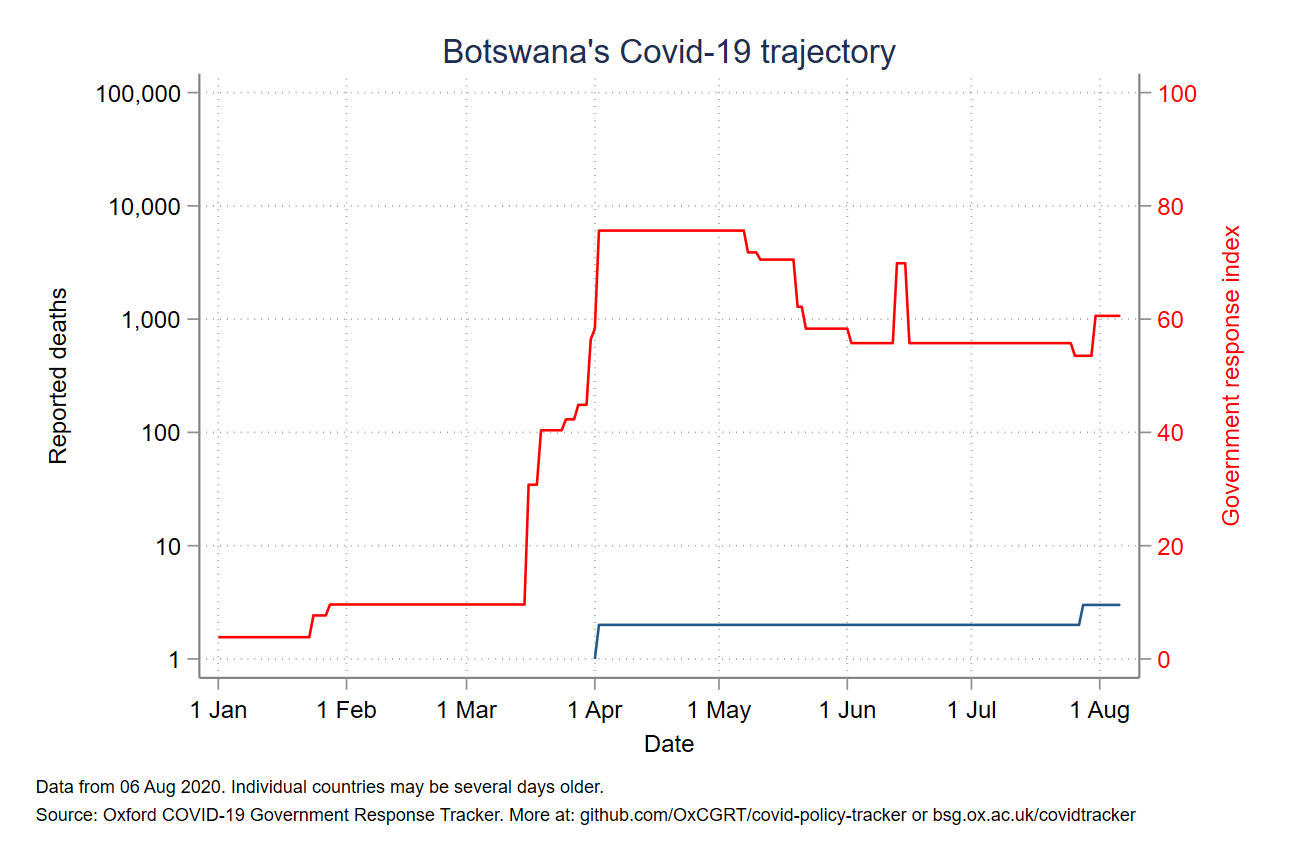 Botswana's Covid-19 trajectory
Reported deaths
100,000
10,000
1,000
100
10
1
100
80
60
40
20
0
Government response index
1 Jan 1 Feb 1 Mar 1 Apr 1 May 1 Jun 1 Jul 1 Aug
Date
Data from 06 Aug 2020. Individual countries may be several days older.
Source: Oxford COVID-19 Government Response Tracker. More at: github.com/OxCGRT/covid-policy-tracker or bsg.ox.ac.uk/covidtracker